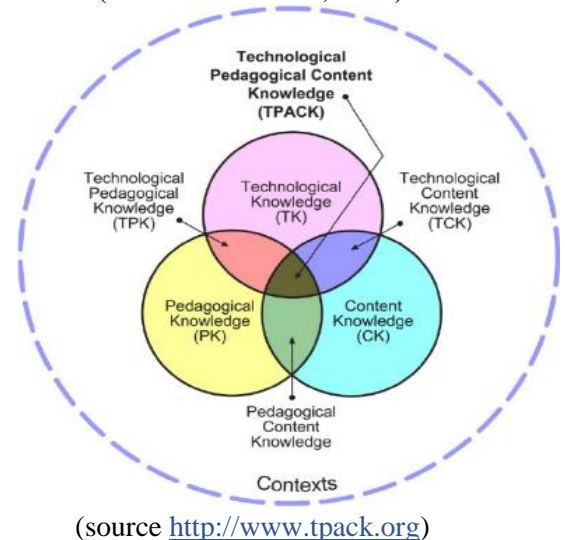 Technological
Pedagogical Content
Knowledge
(TPACK)
Technological
Pedagogical
Knowledge
(TPK)
Technological
Knowledge
(TK)
Technological
Content
Knowledge
(TCK)
Pedagogical
Knowledge
(PK)
Content
Knowledge
(CK)
Pedagogical
Content
Knowledge
Contexts
(source http://www.tpack.org)